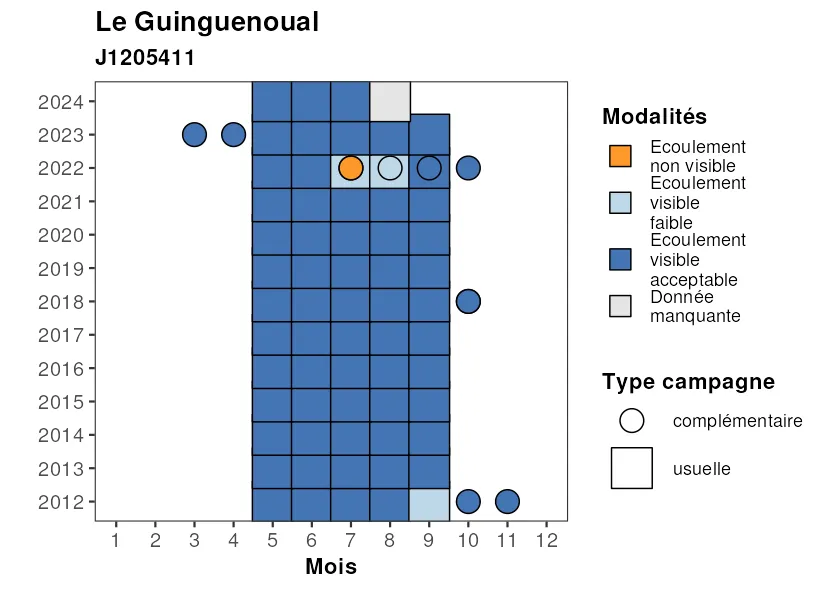 Le Guinguenoual
J1205411
2024
2023
2022
2021
2020
2019
2018
2017
2016
2015
2014
2013
2012
1 2 3 4 5 6 7 8 9 10 11 12
Mois
Modalités
Ecoulement
non visible
Ecoulement
visible
faible
Ecoulement
visible
acceptable
Donnée
manquante
Type campagne
complémentaire
usuelle